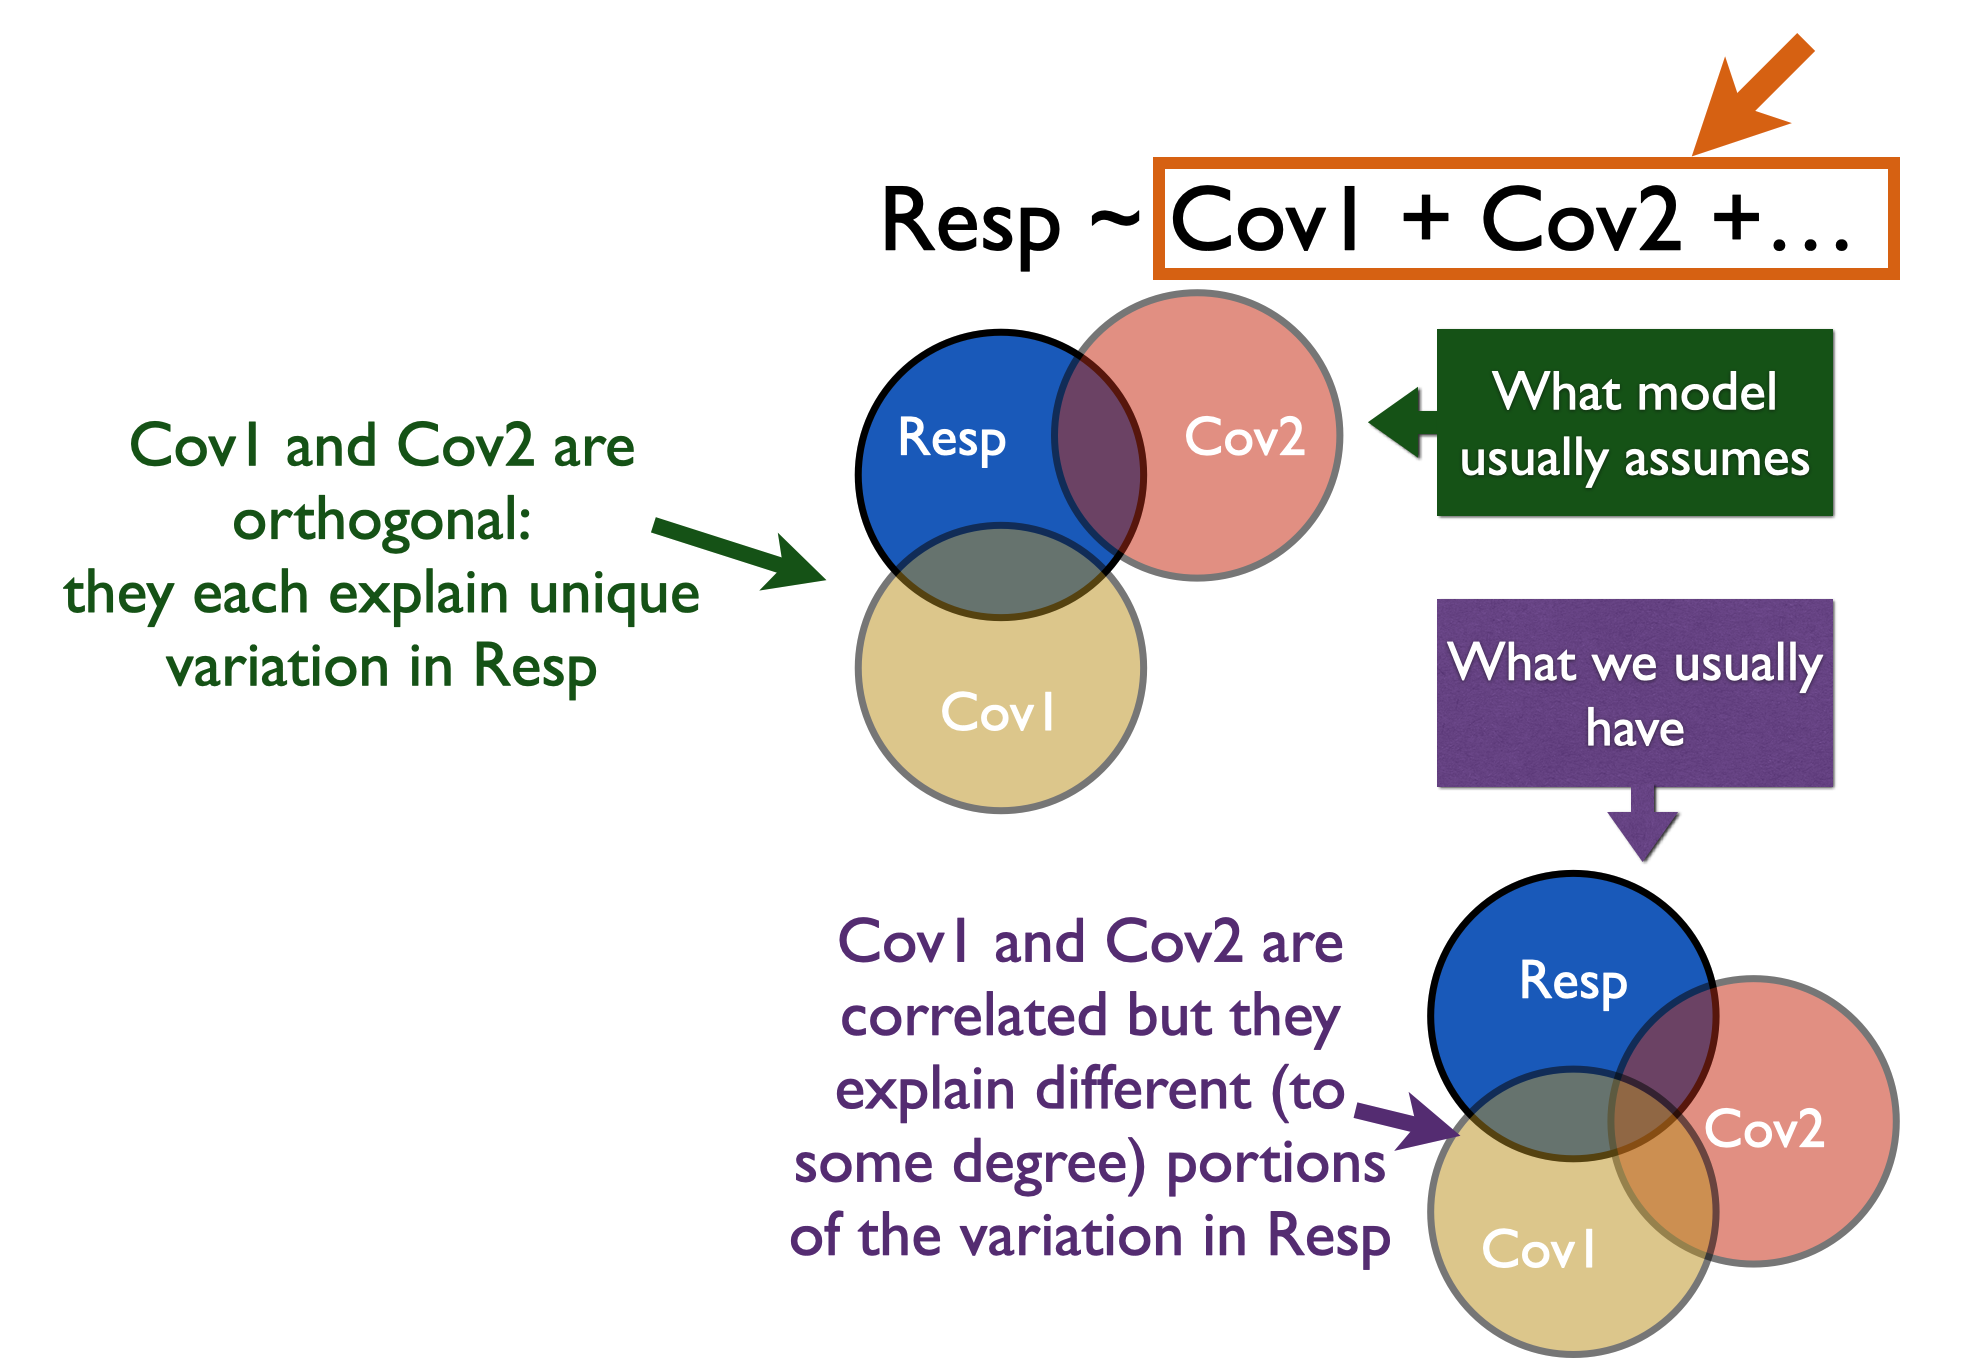 Resp ~ Cov1 + Cov2 +…
Resp
Cov2
Cov1
What model
usually assumes
Cov1 and Cov2 are
orthogonal:
they each explain unique
variation in Resp
What we usually
have
Cov1 and Cov2 are
correlated but they
explain different (to
some degree) portions
of the variation in Resp
Resp
Cov2
Cov1